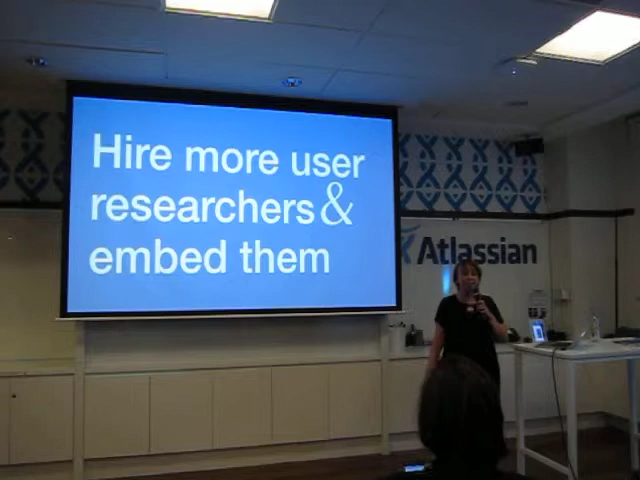 Hire more user
researchers &
embed them
Atlassian